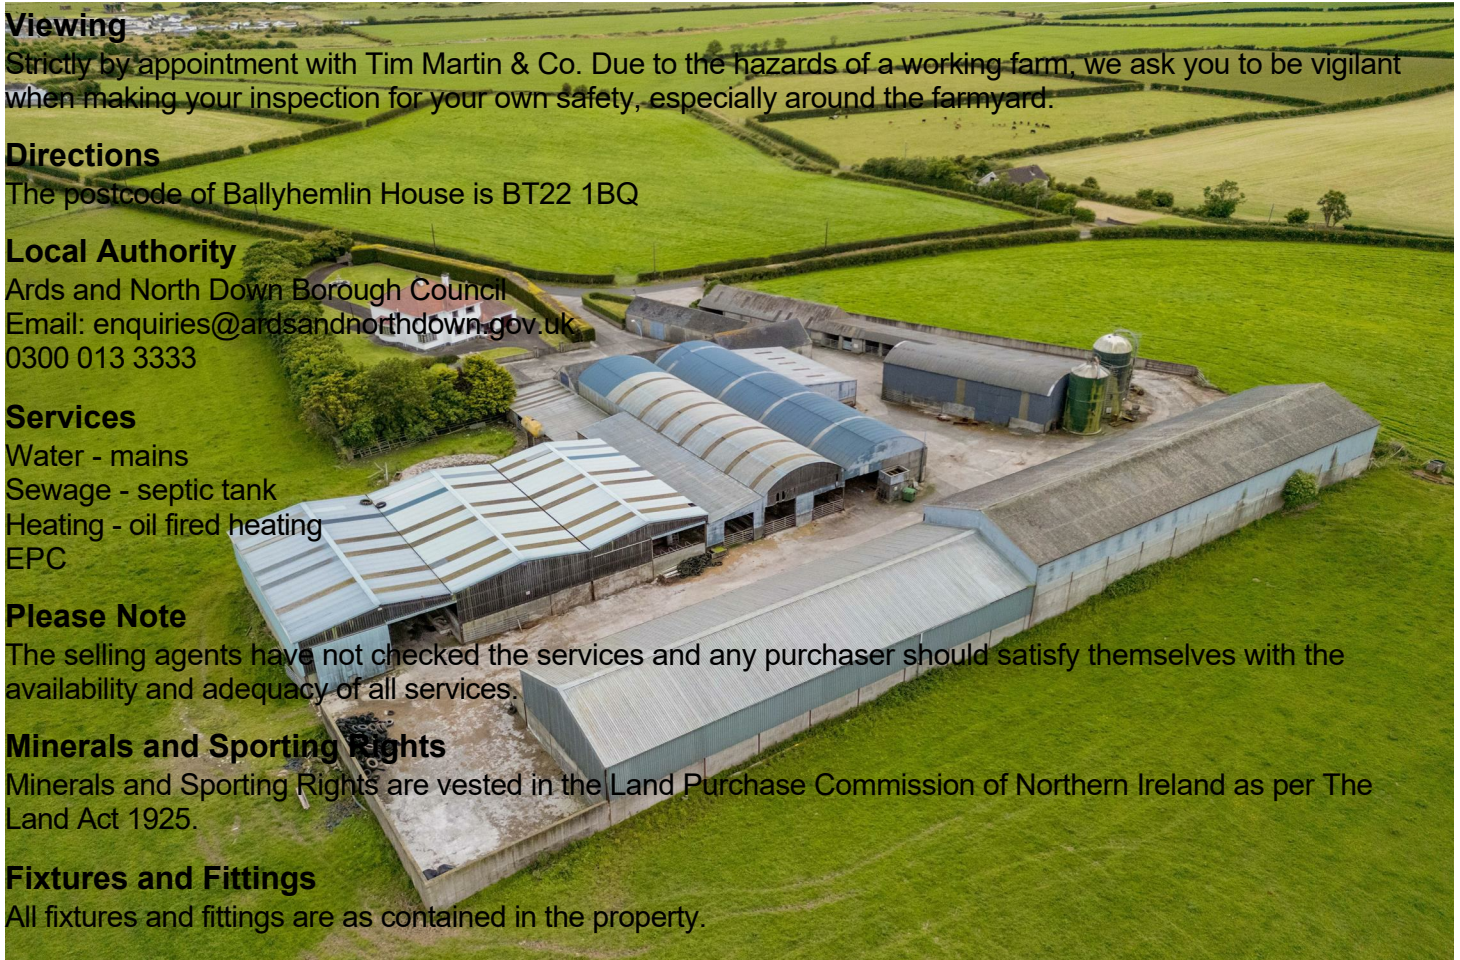 Viewing
Strictly by appointment with Tim Martin & Co. Due to the hazards of a working farm, we ask you to be vigilant
when making your inspection for your own safety, especially around the farmyard.
Directions
The postcode of Ballyhemlin House is BT22 1BQ
Local Authority
Ards and North Down Borough Council
Email: enquiries@ardsandnorthdown.gov.uk
0300 013 3333
Services
Water - mains
Sewage - septic tank
Heating - oil fired heating
EPC
Please Note
The selling agents have not checked the services and any purchaser should satisfy themselves with the
availability and adequacy of all services.
Minerals and Sporting Rights
Minerals and Sporting Rights are vested in the Land Purchase Commission of Northern Ireland as per The
Land Act 1925.
Fixtures and Fittings
All fixtures and fittings are as contained in the property.